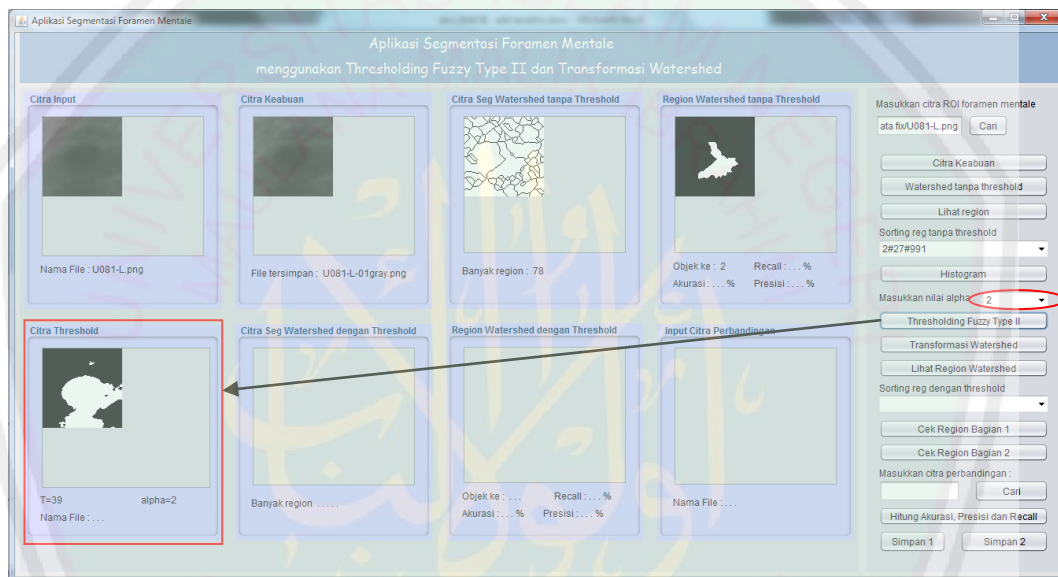 Aplikasi Segmentasi Foramen Mentale
Aplikasi Segmentasi Foramen Mentale
menggunakan Thresholding Fuzzy Type II dan Transformasi Watershed
Citra Input
Nama File : U081-L.png
Citra Keabuan
File tersimpan : U081-L-01gray.png
Citra Seg Watershed tanpa Threshold
Banyak region : 78
Region Watershed tanpa Threshold
Objek ke : 2 Recall : . . . %
Akurasi : . . . % Presisi : . . . %
Citra Threshold
T=39 alpha=2
Nama File : . . .
Citra Seg Watershed dengan Threshold
Banyak region . . . . .
Region Watershed dengan Threshold
Objek ke : . . . Recall : . . . %
Akurasi : . . . % Presisi : . . . %
Input Citra Perbandingan
Nama File : . . .
Masukkan citra ROI foramen mentale
ata fix/U081-L.png Cari
Citra Keabuan
Watershed tanpa threshold
Lihat region
Sorting reg tanpa threshold
2#27#991
Histogram
Masukkan nilai alpha 2
Thresholding Fuzzy Type II
Transformasi Watershed
Lihat Region Watershed
Sorting reg dengan threshold
Cek Region Bagian 1
Cek Region Bagian 2
Masukkan citra perbandingan :
Cari
Hitung Akurasi, Presisi dan Recall
Simpan 1 Simpan 2